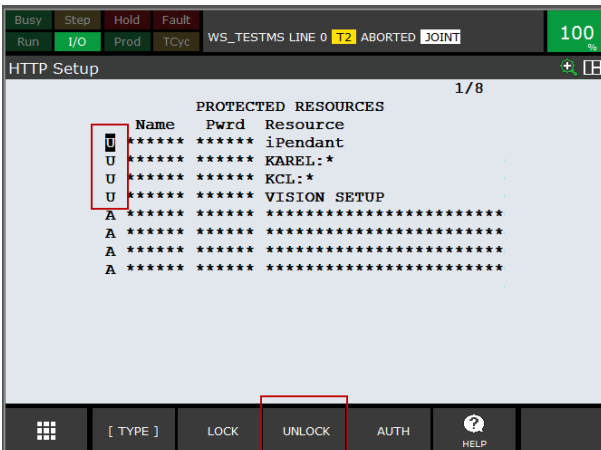 Busy Step Hold Fault
Run I/O Prod TCyc WS_TESTMS LINE 0 T2 ABORTED JOINT 100 %
HTTP Setup
1/8
PROTECTED RESOURCES
Name Pwrd Resource
U ****** ****** iPendant
U ****** ****** KAREL:*
U ****** ****** KCL:*
U ****** ****** VISION SETUP
A ****** ****** **************************
A ****** ****** **************************
A ****** ****** **************************
A ****** ****** **************************
[ TYPE ] LOCK UNLOCK AUTH HELP